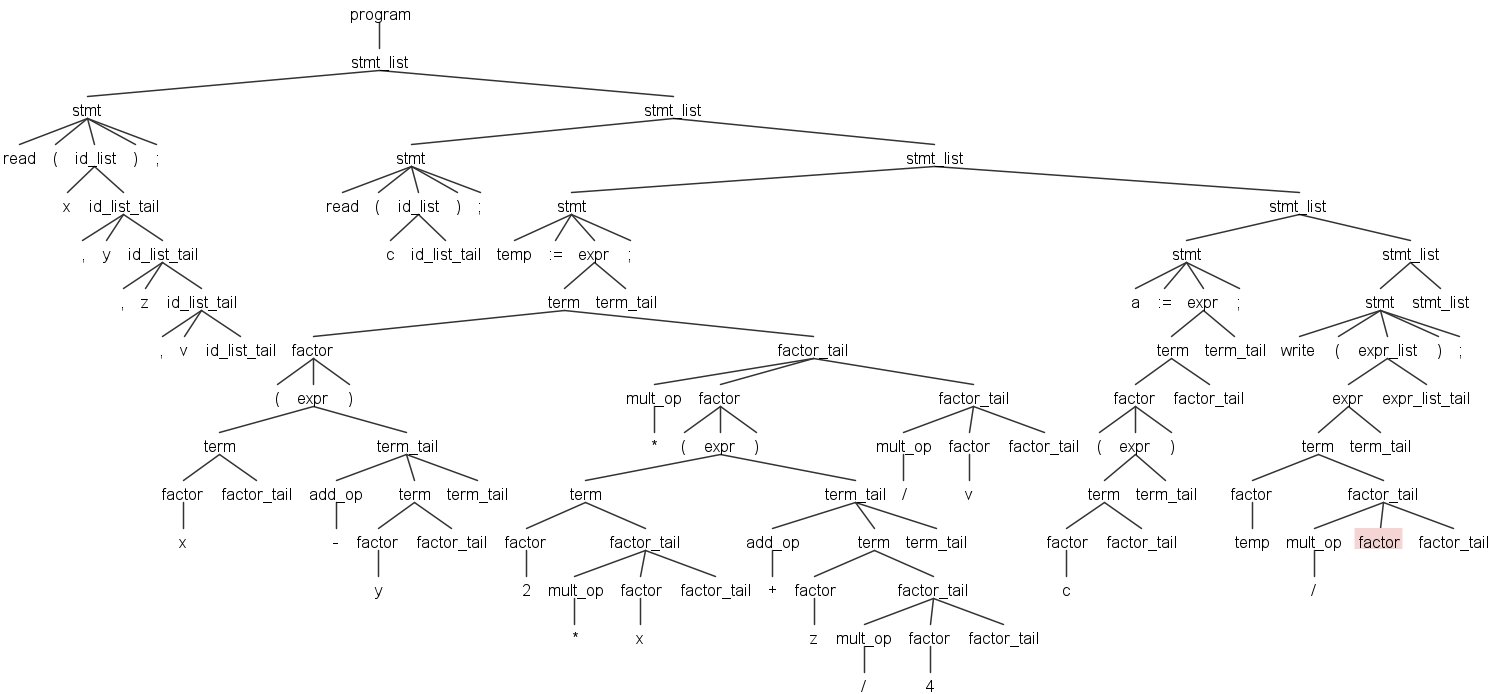 program
stmt_list
stmt stmt_list
read ( id_list ) ; stmt stmt_list
x id_list_tail read ( id_list ) ; stmt stmt_list
, y id_list_tail c id_list_tail temp := expr ; stmt stmt_list
, z id_list_tail term term_tail a := expr ; stmt stmt_list
, v id_list_tail factor factor_tail term term_tail write ( expr_list ) ;
( expr ) mult_op factor factor_tail factor factor_tail expr expr_list_tail
term term_tail * ( expr ) mult_op factor factor_tail ( expr ) term term_tail
factor factor_tail add_op term term_tail term term_tail / v term term_tail factor factor_tail
x - factor factor_tail factor factor_tail add_op term term_tail factor factor_tail temp mult_op factor factor_tail
y 2 mult_op factor factor_tail + factor factor_tail c /
* x z mult_op factor factor_tail
/ 4